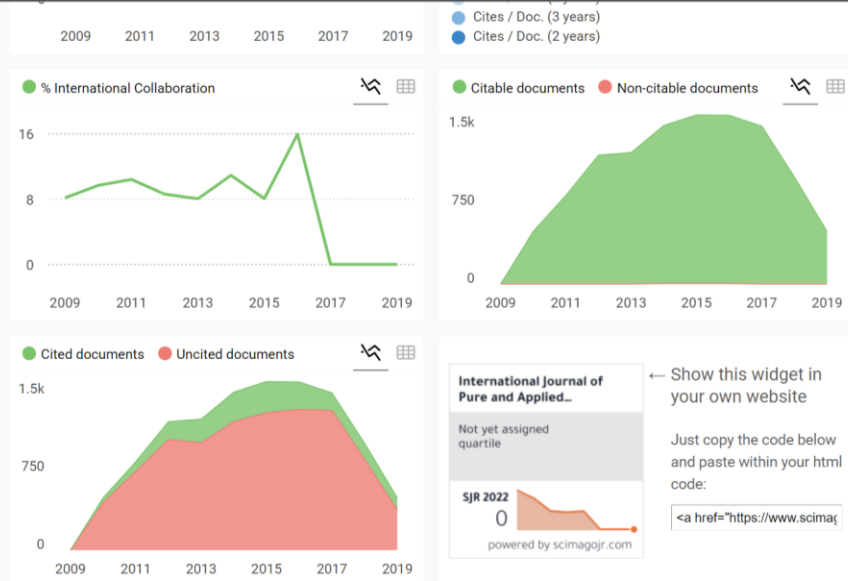 Cites / Doc. (3 years)
2009 2011 2013 2015 2017 2019
Cites / Doc. (2 years)
% International Collaboration
16
8
0
2009 2011 2013 2015 2017 2019
Citable documents Non-citable documents
1.5k
750
0
2009 2011 2013 2015 2017 2019
Cited documents Uncited documents
1.5k
750
0
2009 2011 2013 2015 2017 2019
International Journal of
Pure and Applied...
Not yet assigned
quartile
SJR 2022
0
powered by scimagojr.com
← Show this widget in
your own website
Just copy the code below
and paste within your html
code:
<a href="https://www.scimag